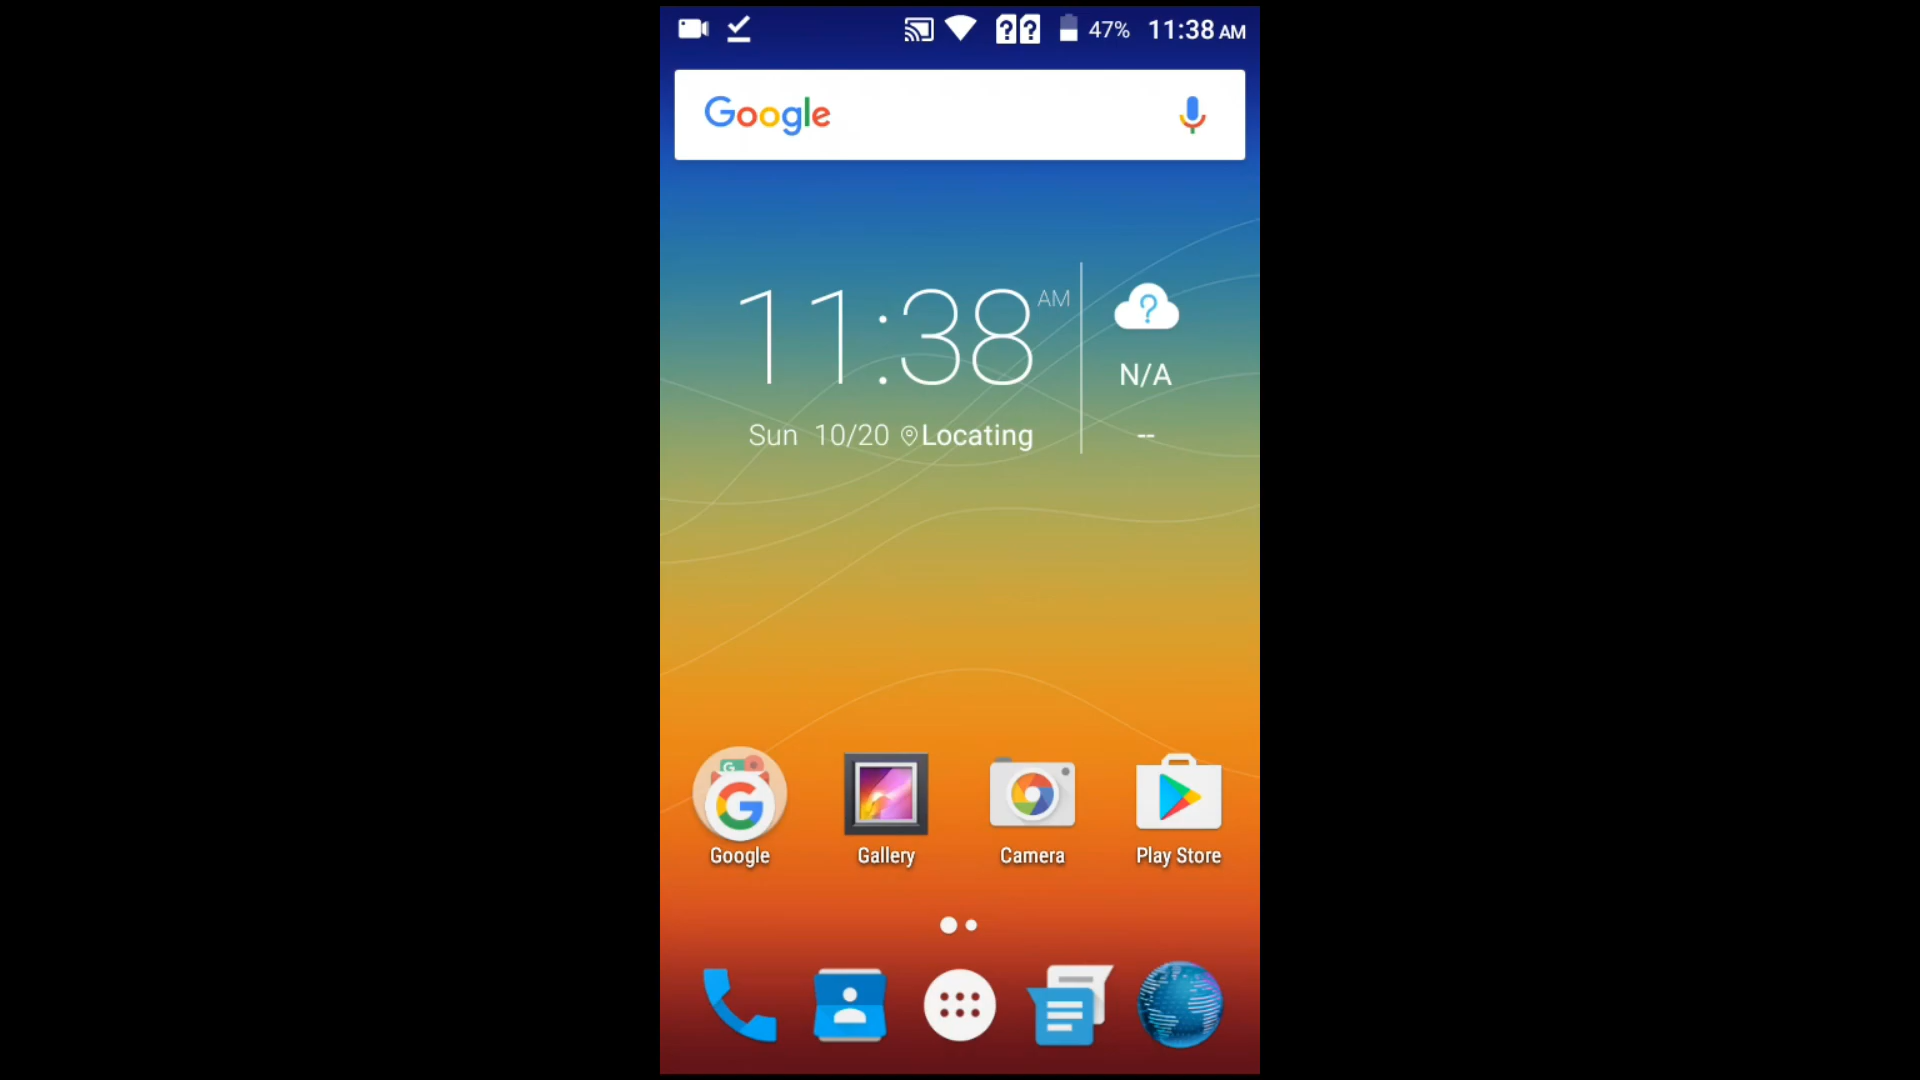 47% 11:38 AM
Google
11:38 AM
N/A
Sun 10/20 Locating
--
Google Gallery Camera Play Store